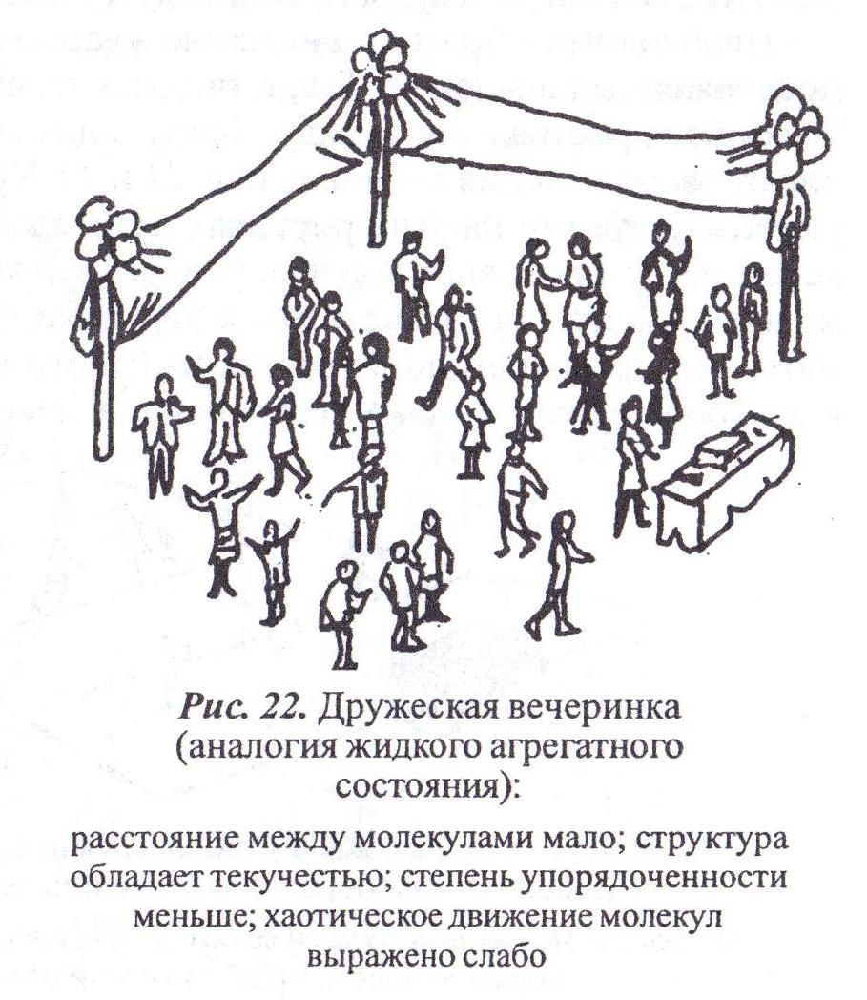 Рис. 22. Дружеская вечеринка
(аналогия жидкого агрегатного
состояния):
расстояние между молекулами мало; структура
обладает текучестью; степень упорядоченности
меньше; хаотическое движение молекул
выражено слабо